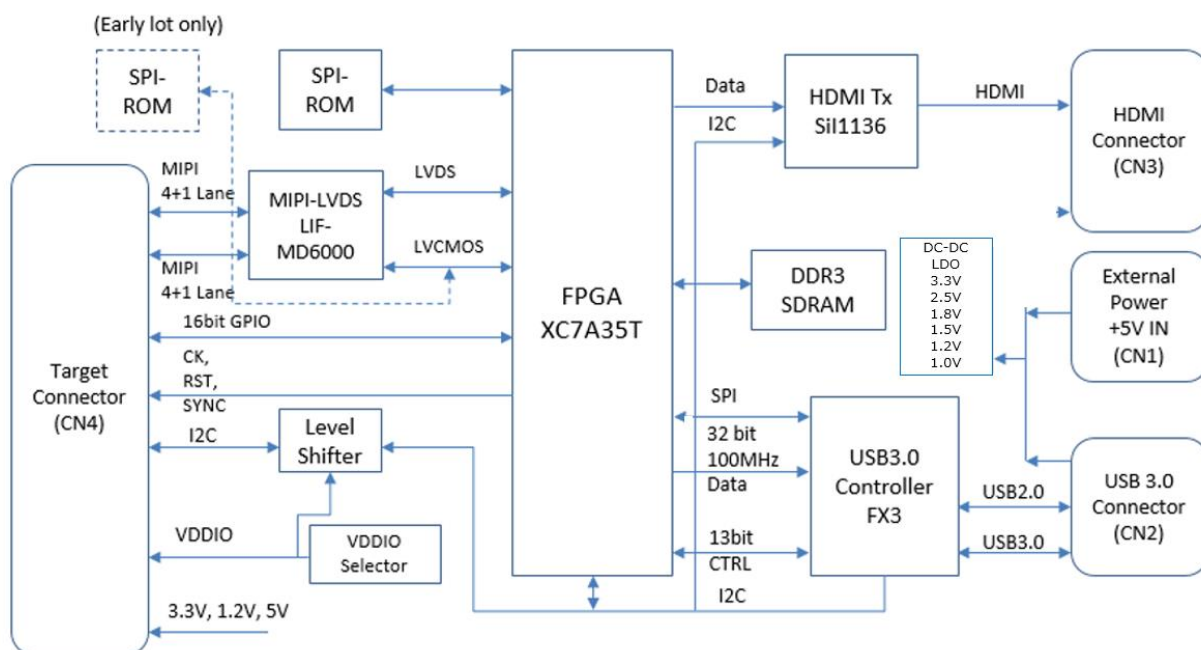 (Early lot only)
SPI-
ROM
SPI-
ROM
MIPI
4+1 Lane
MIPI-LVDS
LIF-
MD6000
LVDS
LVCMOS
MIPI
4+1 Lane
16bit GPIO
CK,
RST,
SYNC
Target
Connector
(CN4)
I2C
Level
Shifter
VDDIO
VDDIO
Selector
3.3V, 1.2V, 5V
FPGA
XC7A35T
Data
I2C
HDMI Tx
SiI1136
HDMI
HDMI
Connector
(CN3)
DDR3
SDRAM
DC-DC
LDO
3.3V
2.5V
1.8V
1.5V
1.2V
1.0V
External
Power
+5V IN
(CN1)
SPI
32 bit
100MHz
Data
13bit
CTRL
I2C
USB3.0
Controller
FX3
USB2.0
USB3.0
USB 3.0
Connector
(CN2)